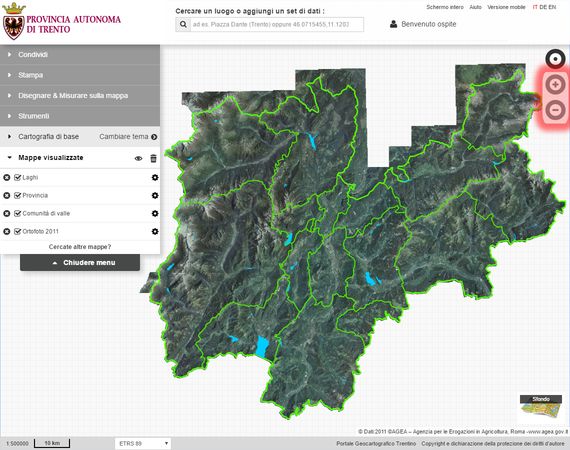 PROVINCIA AUTONOMA
DI TRENTO
Cercare un luogo o aggiungi un set di dati :
ad es. Piazza Dante (Trento) oppure 46.0715455,11.1203
Schermo intero Aiuto Versione mobile IT DE EN
Benvenuto ospite
Condividi
Stampa
Disegnare & Misurare sulla mappa
Strumenti
Cartografia di base Cambiare tema
Mappe visualizzate
Laghi
Provincia
Comunità di valle
Ortofoto 2011
Cercate altre mappe?
Chiudere menu
Sfondo
© Dati:2011 ©AGEA – Agenzia per le Erogazioni in Agricoltura, Roma -www.agea.gov.it
1:500000 10 km ETRS 89 Portale Geocartografico Trentino Copyright e dichiarazione della protezione dei diritti d'autore